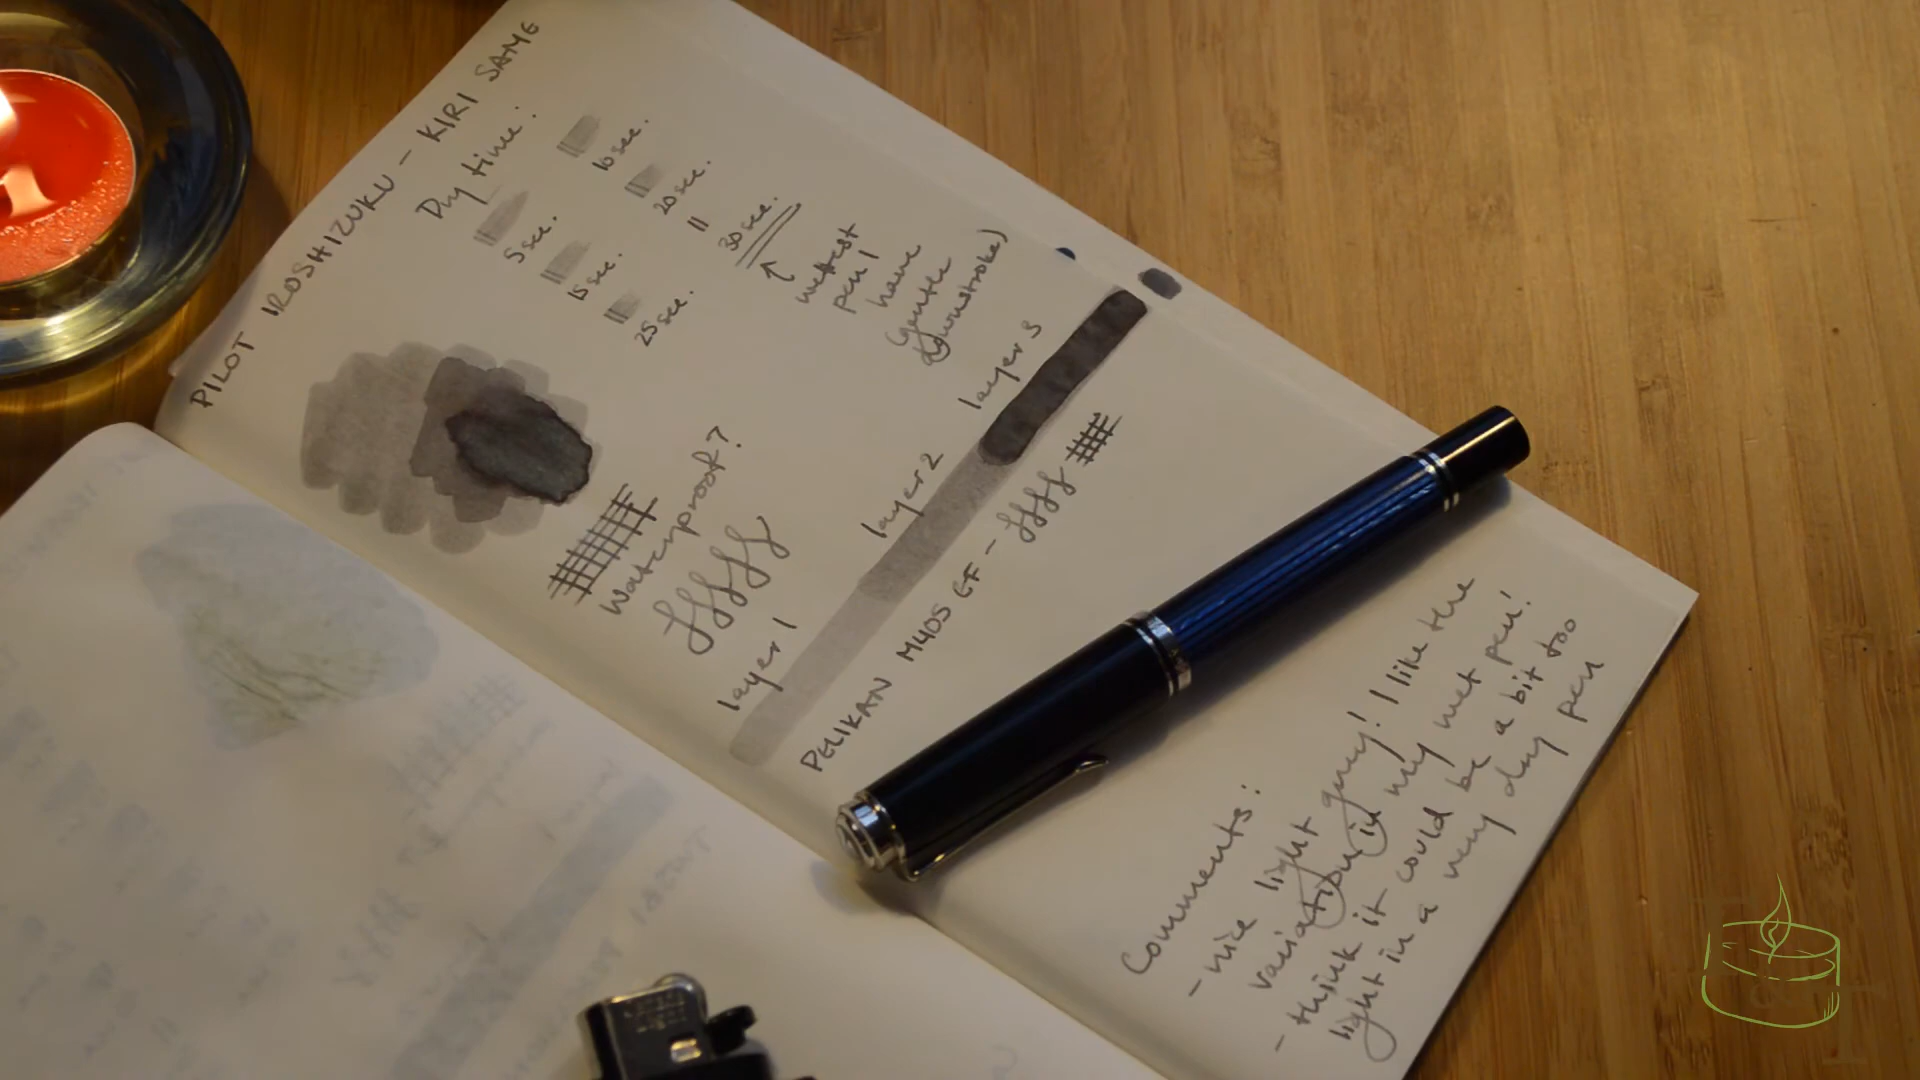 PILOT IROSHIZUKU - KIRI SAME
Dry time:
5 sec.
10 sec.
15 sec.
20 sec.
25 sec.
30 sec.
wettest
pen I
have
(gentle
downstroke)
Waterproof?
layer 1
layer 2
layer 3
PELIKAN M405 EF -
Comments:
- nice light grey! I like the
variation in my wet pen!
- think it could be a bit too
light in a very dry pen